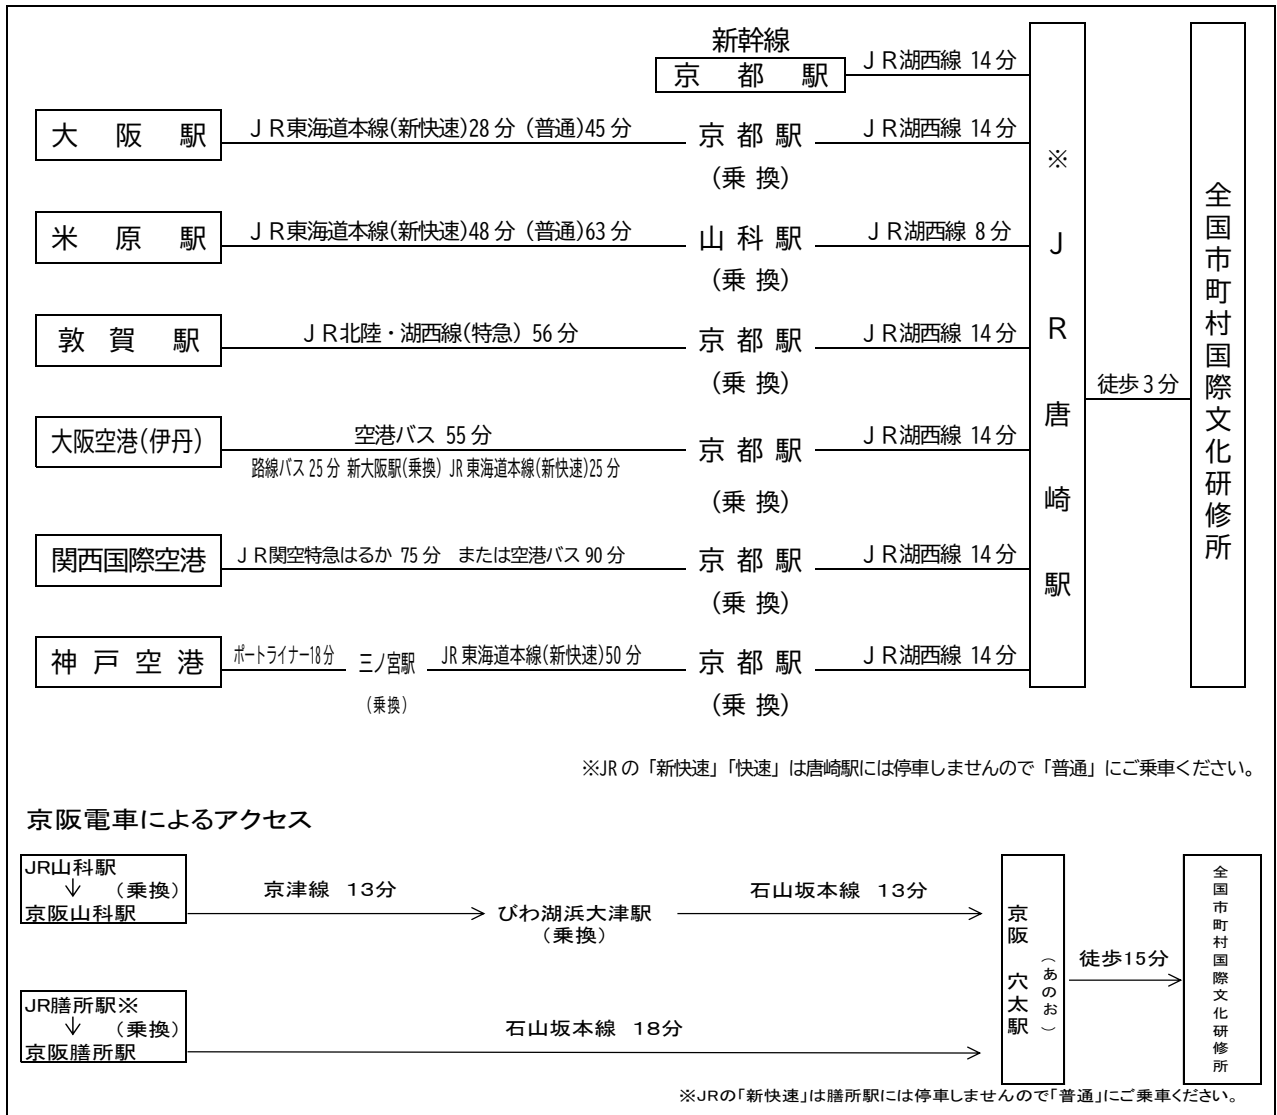 新幹線
京都駅 JR湖西線 14分
大阪駅 JR東海道本線(新快速)28分 (普通)45分 京都駅 JR湖西線 14分
(乗換)
米原駅 JR東海道本線(新快速)48分 (普通)63分 山科駅 JR湖西線 8分
(乗換)
敦賀駅 JR北陸・湖西線(特急) 56分 京都駅 JR湖西線 14分
(乗換)
大阪空港(伊丹) 空港バス 55分 京都駅 JR湖西線 14分
路線バス25分 新大阪駅(乗換) JR東海道本線(新快速)25分
(乗換)
関西国際空港 JR関空特急はるか 75分 または空港バス90分 京都駅 JR湖西線 14分
(乗換)
神戸空港 ポートライナー18分 三ノ宮駅 JR東海道本線(新快速)50分 京都駅 JR湖西線 14分
(乗換) (乗換)
※JR唐崎駅
徒歩3分
全国市町村国際文化研修所
※JRの「新快速」「快速」は唐崎駅には停車しませんので「普通」にご乗車ください。
京阪電車によるアクセス
JR山科駅
↓ (乗換)
京阪山科駅
京津線 13分
びわ湖浜大津駅
(乗換)
石山坂本線 13分
JR膳所駅※
↓ (乗換)
京阪膳所駅
石山坂本線 18分
京阪 穴太駅
(あのお)
徒歩15分
全国市町村国際文化研修所
※JRの「新快速」は膳所駅には停車しませんので「普通」にご乗車ください。